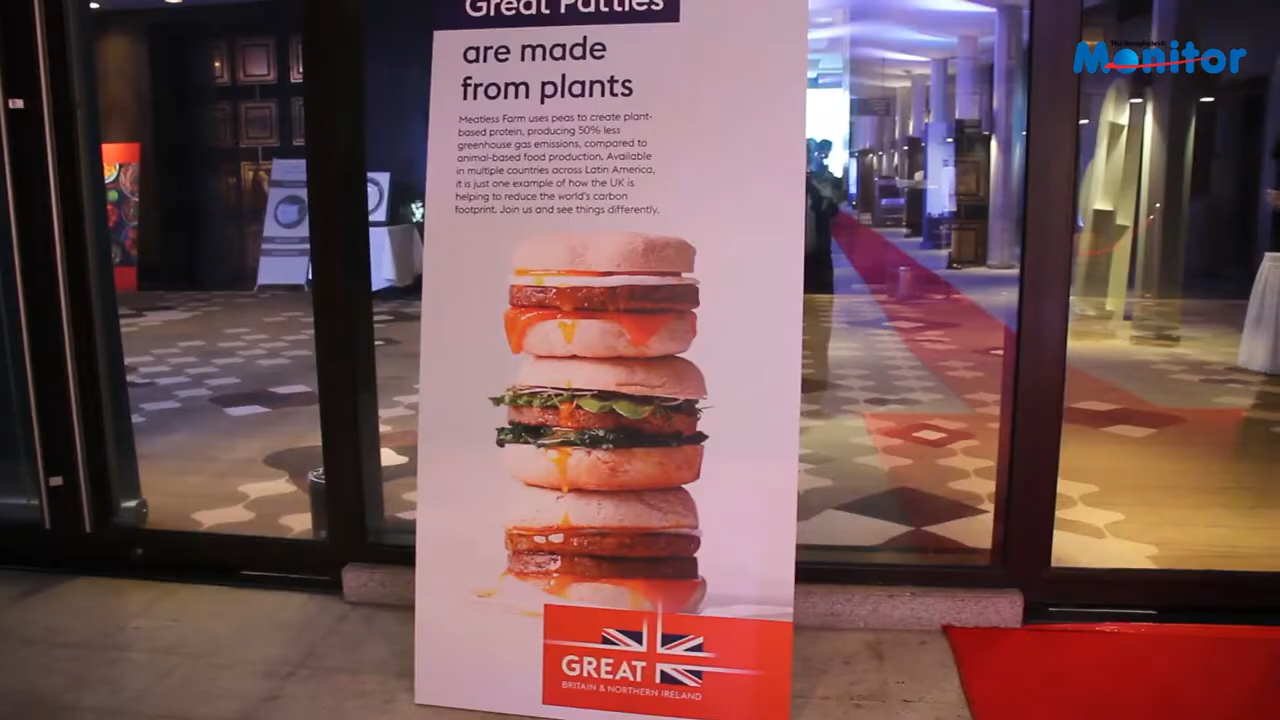 Great Patties
The Bangladesh
Monitor
are made
from plants
Meatless Farm uses peas to create plant-
based protein, producing 50% less
greenhouse gas emissions, compared to
animal-based food production. Available
in multiple countries across Latin America,
it is just one example of how the UK is
helping to reduce the world's carbon
footprint. Join us and see things differently.
GREAT
BRITAIN & NORTHERN IRELAND